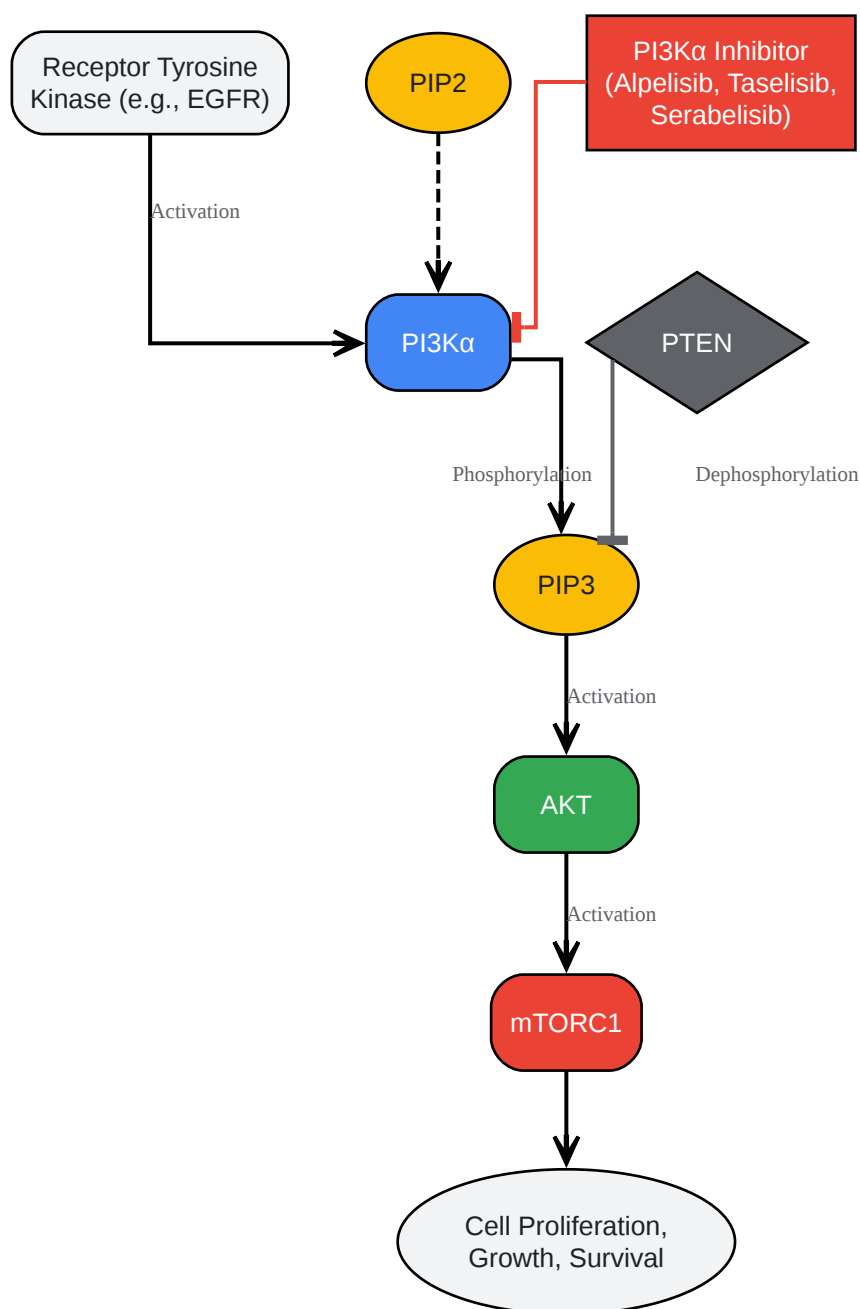 Receptor Tyrosine
Kinase (e.g., EGFR)
PIP2
PI3Kα Inhibitor
(Alpelisib, Taselisib,
Serabelisib)
Activation
PI3Kα
PTEN
Phosphorylation
Dephosphorylation
PIP3
Activation
AKT
Activation
mTORC1
Cell Proliferation,
Growth, Survival